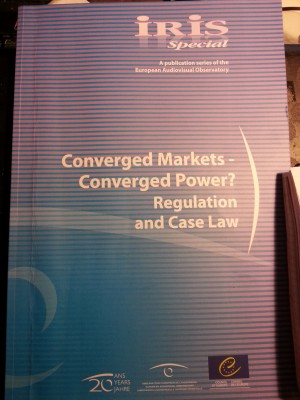 iRiS
Special
A publication series of the
European Audiovisual Observatory
Converged Markets -
Converged Power?
Regulation
and Case Law
20
ANS
YEARS
JAHRE